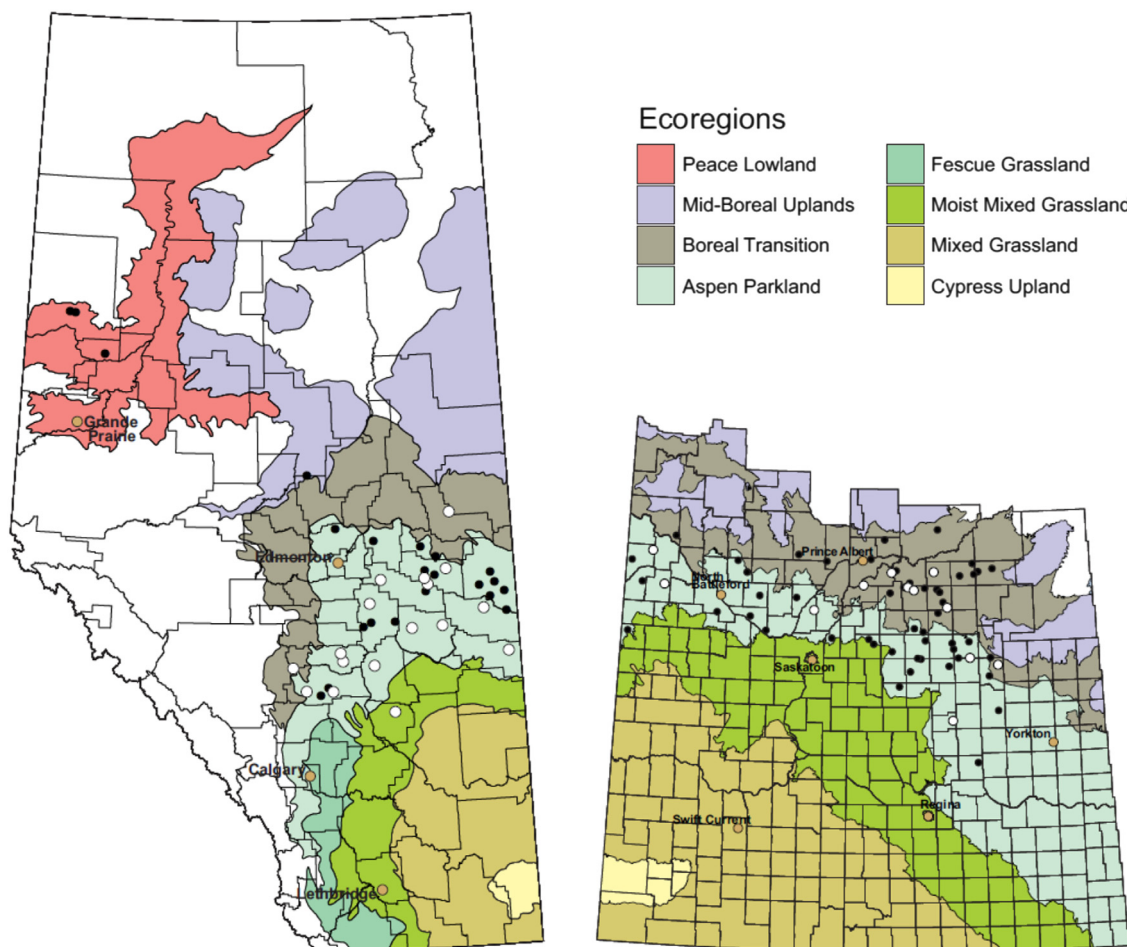 Ecoregions
Peace Lowland
Mid-Boreal Uplands
Boreal Transition
Aspen Parkland
Fescue Grassland
Moist Mixed Grassland
Mixed Grassland
Cypress Upland
Grande
Prairie
Edmonton
Calgary
Lethbridge
Prince Albert
North
Battleford
Saskatoon
Yorkton
Regina
Swift Current